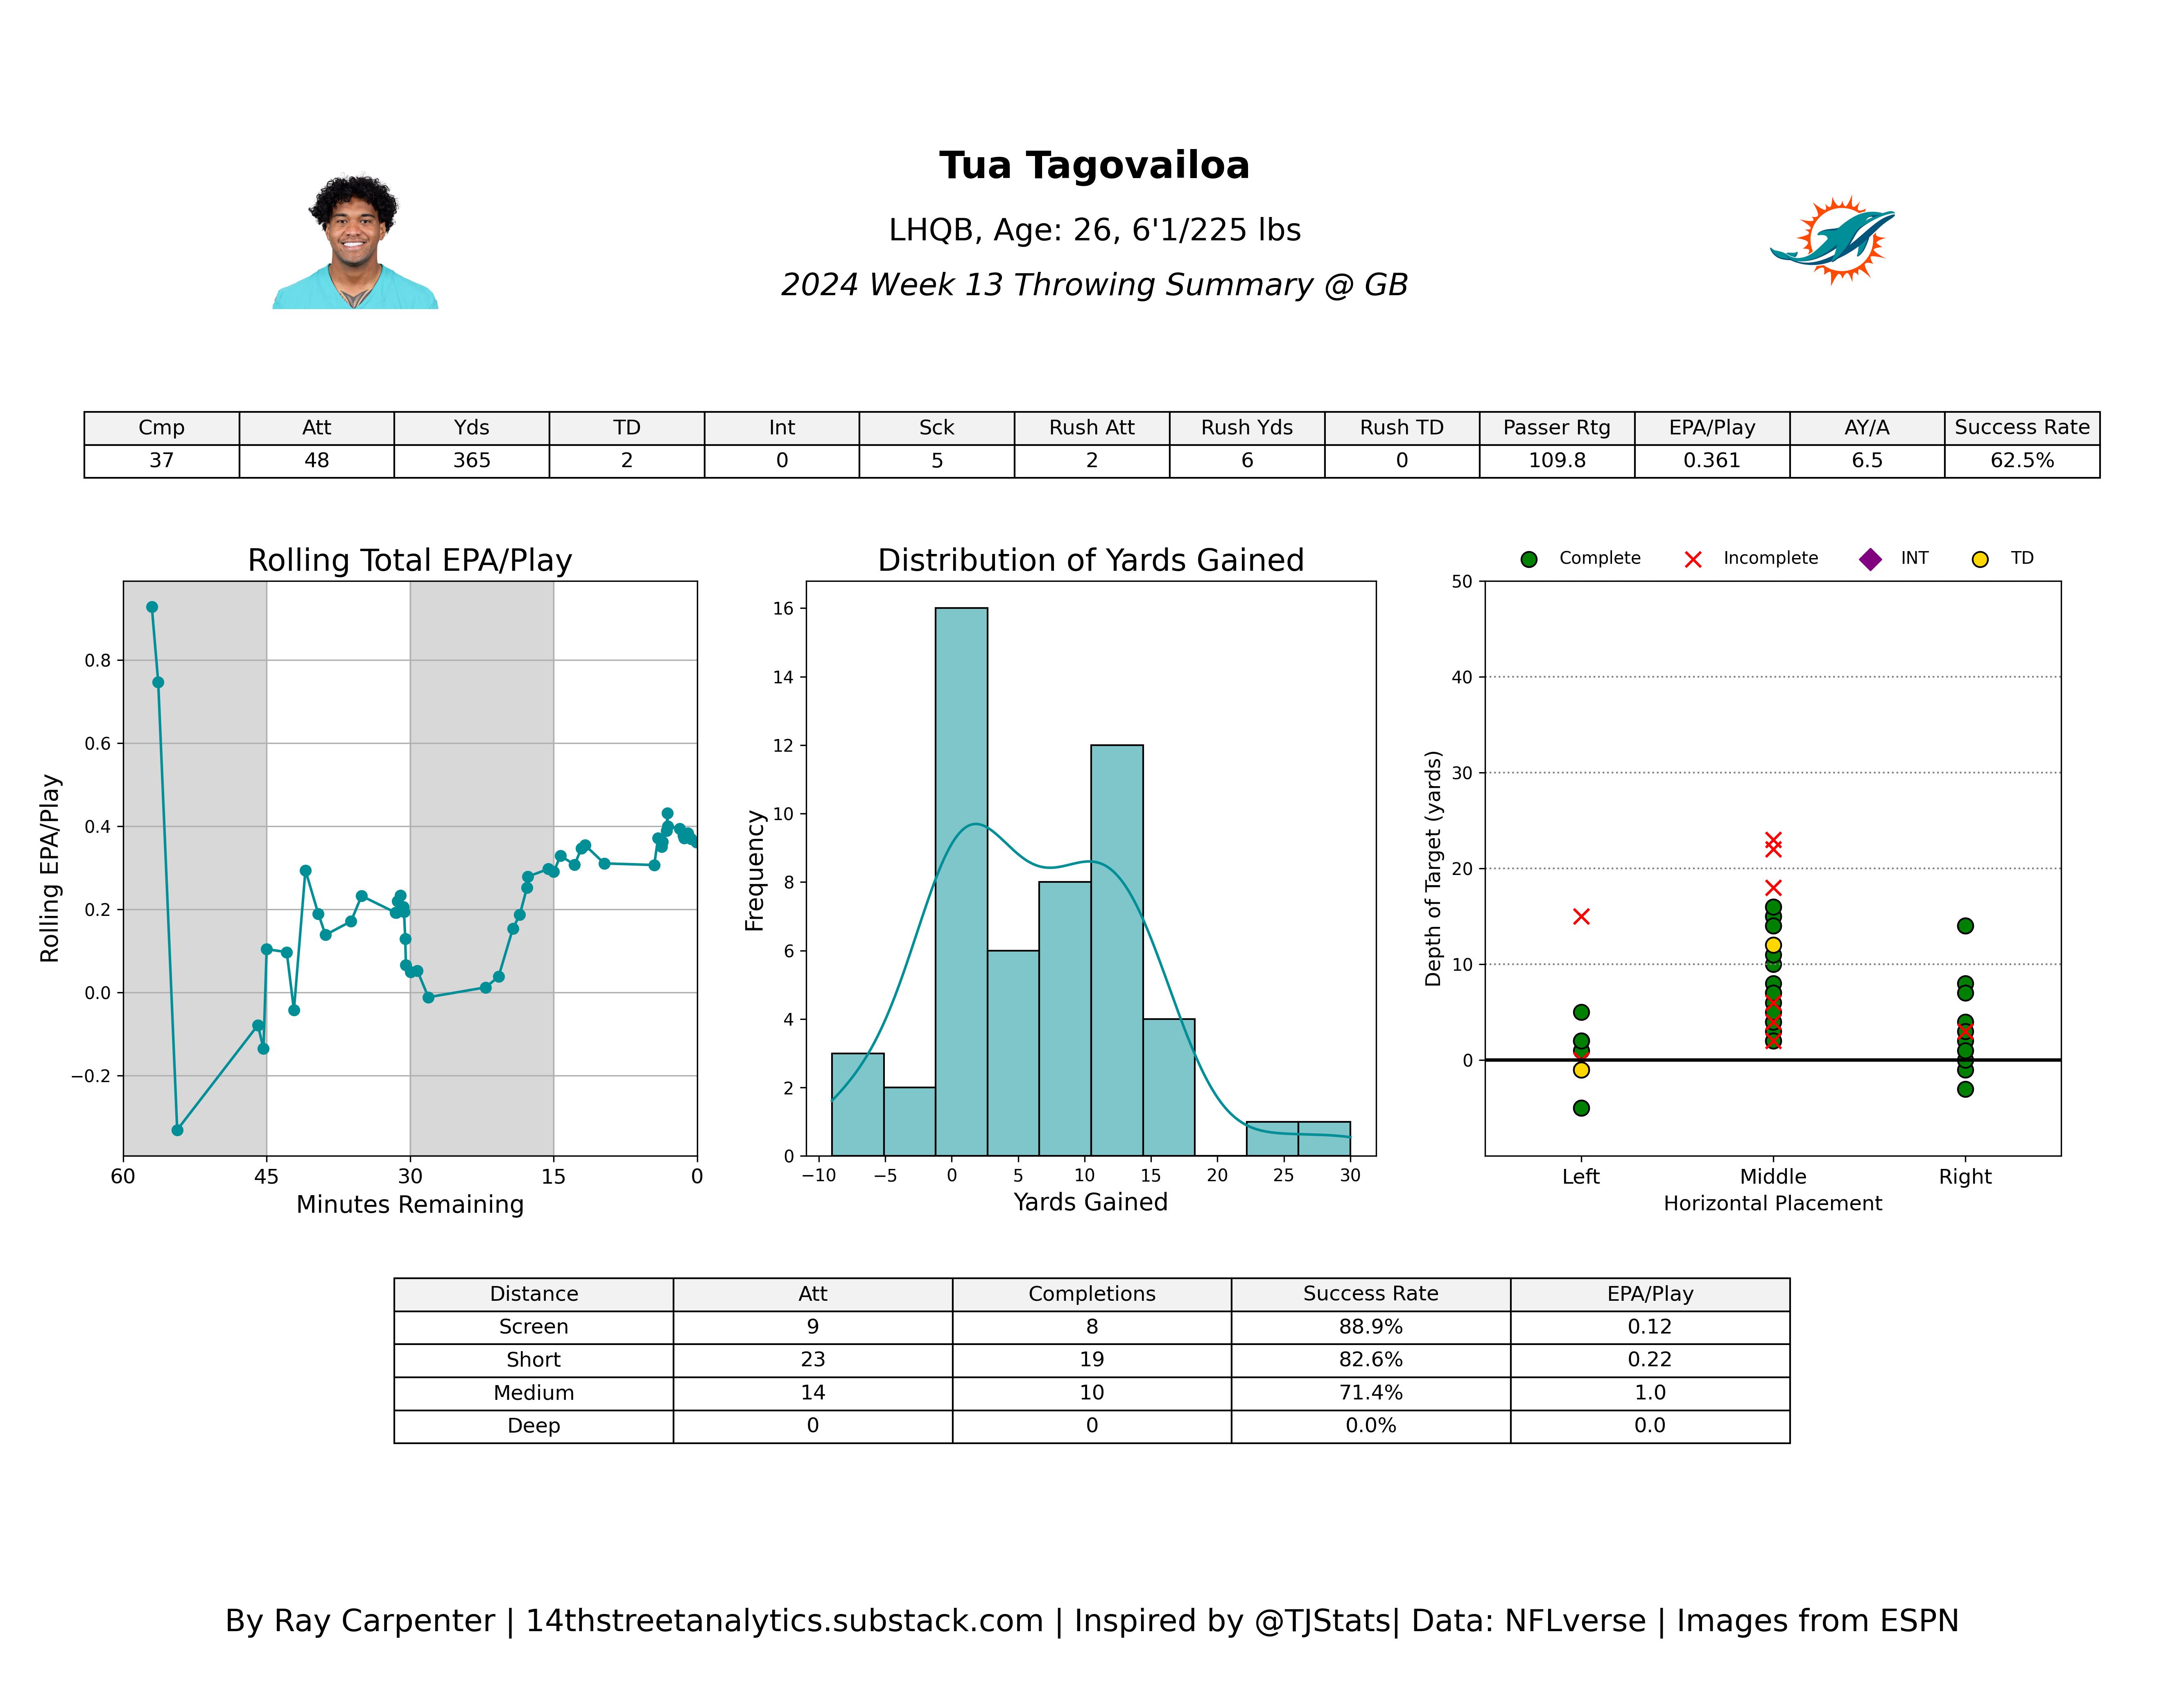 Tua Tagovailoa
LHQB, Age: 26, 6'1/225 lbs
2024 Week 13 Throwing Summary @ GB
Cmp Att Yds TD Int Sck Rush Att Rush Yds Rush TD Passer Rtg EPA/Play AY/A Success Rate
37 48 365 2 0 5 2 6 0 109.8 0.361 6.5 62.5%
Rolling Total EPA/Play
Rolling EPA/Play
0.8
0.6
0.4
0.2
0.0
−0.2
60 45 30 15 0
Minutes Remaining
Distribution of Yards Gained
Frequency
16
14
12
10
8
6
4
2
0
−10 −5 0 5 10 15 20 25 30
Yards Gained
Complete Incomplete INT TD
Depth of Target (yards)
50
40
30
20
10
0
Left Middle Right
Horizontal Placement
Distance Att Completions Success Rate EPA/Play
Screen 9 8 88.9% 0.12
Short 23 19 82.6% 0.22
Medium 14 10 71.4% 1.0
Deep 0 0 0.0% 0.0
By Ray Carpenter | 14thstreetanalytics.substack.com | Inspired by @TJStats| Data: NFLverse | Images from ESPN